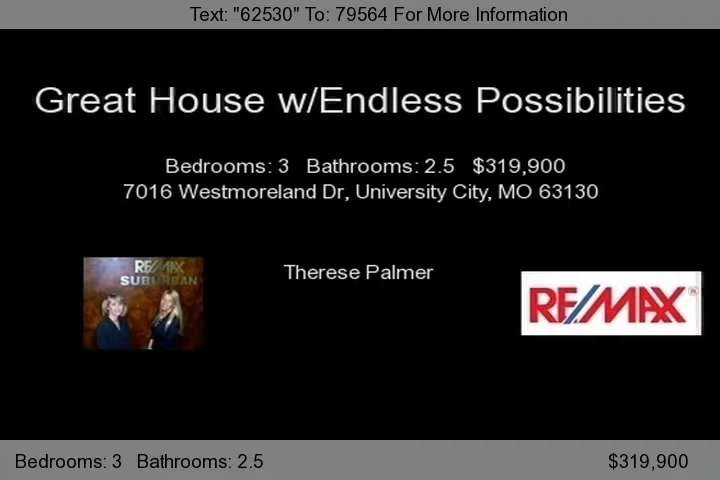 Text: "62530" To: 79564 For More Information
Great House w/Endless Possibilities
Bedrooms: 3 Bathrooms: 2.5 $319,900
7016 Westmoreland Dr, University City, MO 63130
RE/MAX
SUBURBAN
Therese Palmer
RE/MAX®
Bedrooms: 3 Bathrooms: 2.5 $319,900